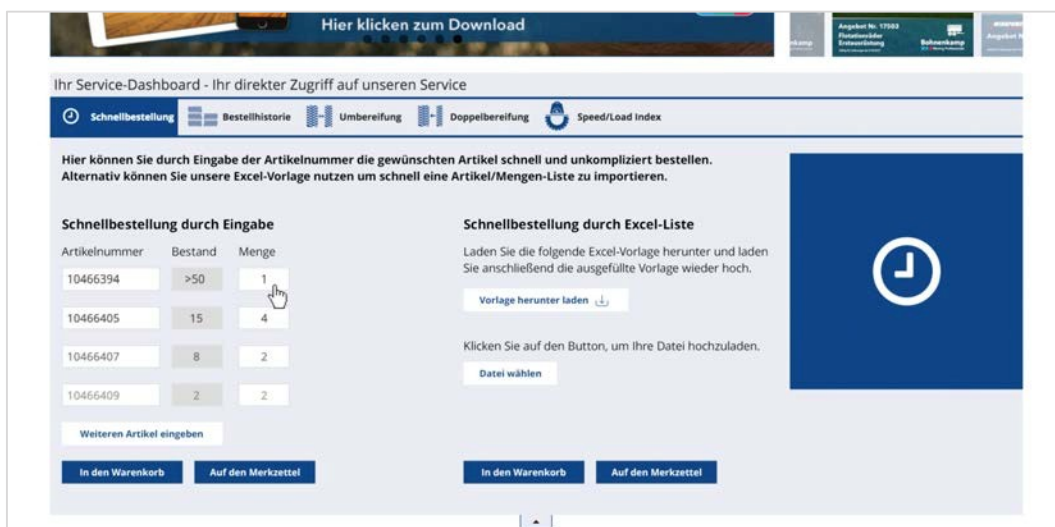 Hier klicken zum Download
Angebot Nr. 17503
Flotationsräder
Erstausrüstung
Bohnenkamp
Ihr Service-Dashboard - Ihr direkter Zugriff auf unseren Service
Schnellbestellung
Bestellhistorie
Umbereifung
Doppelbereifung
Speed/Load Index
Hier können Sie durch Eingabe der Artikelnummer die gewünschten Artikel schnell und unkompliziert bestellen.
Alternativ können Sie unsere Excel-Vorlage nutzen um schnell eine Artikel/Mengen-Liste zu importieren.
Schnellbestellung durch Eingabe
Artikelnummer Bestand Menge
10466394 >50 1
10466405 15 4
10466407 8 2
10466409 2 2
Weiteren Artikel eingeben
In den Warenkorb Auf den Merkzettel
Schnellbestellung durch Excel-Liste
Laden Sie die folgende Excel-Vorlage herunter und laden
Sie anschließend die ausgefüllte Vorlage wieder hoch.
Vorlage herunter laden
Klicken Sie auf den Button, um Ihre Datei hochzuladen.
Datei wählen
In den Warenkorb Auf den Merkzettel